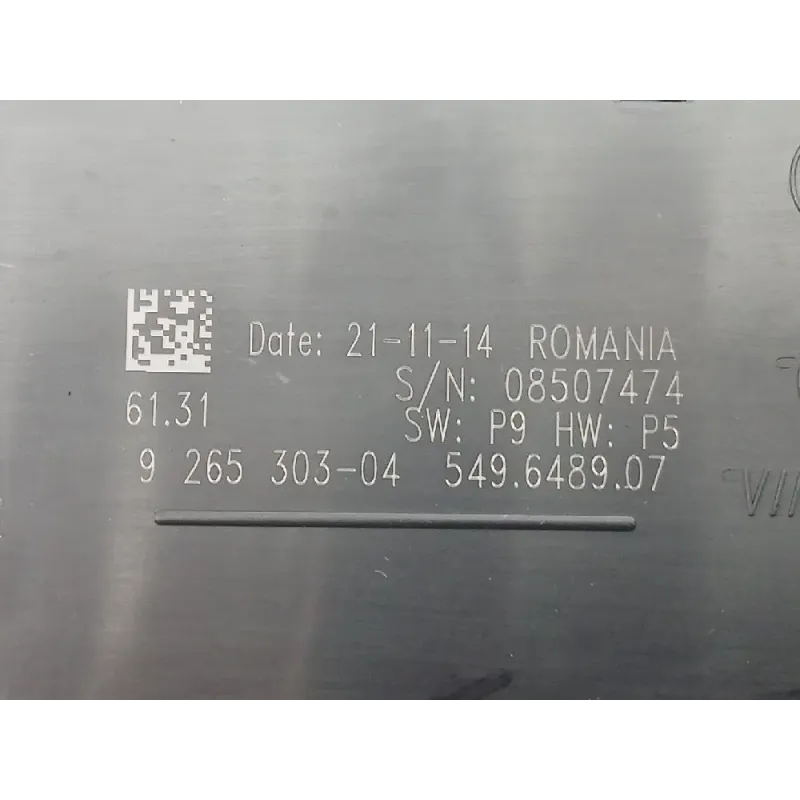 Date: 21-11-14 ROMANIA
S/N: 08507474
61.31
SW: P9 HW: P5
9 265 303-04 549.6489.07